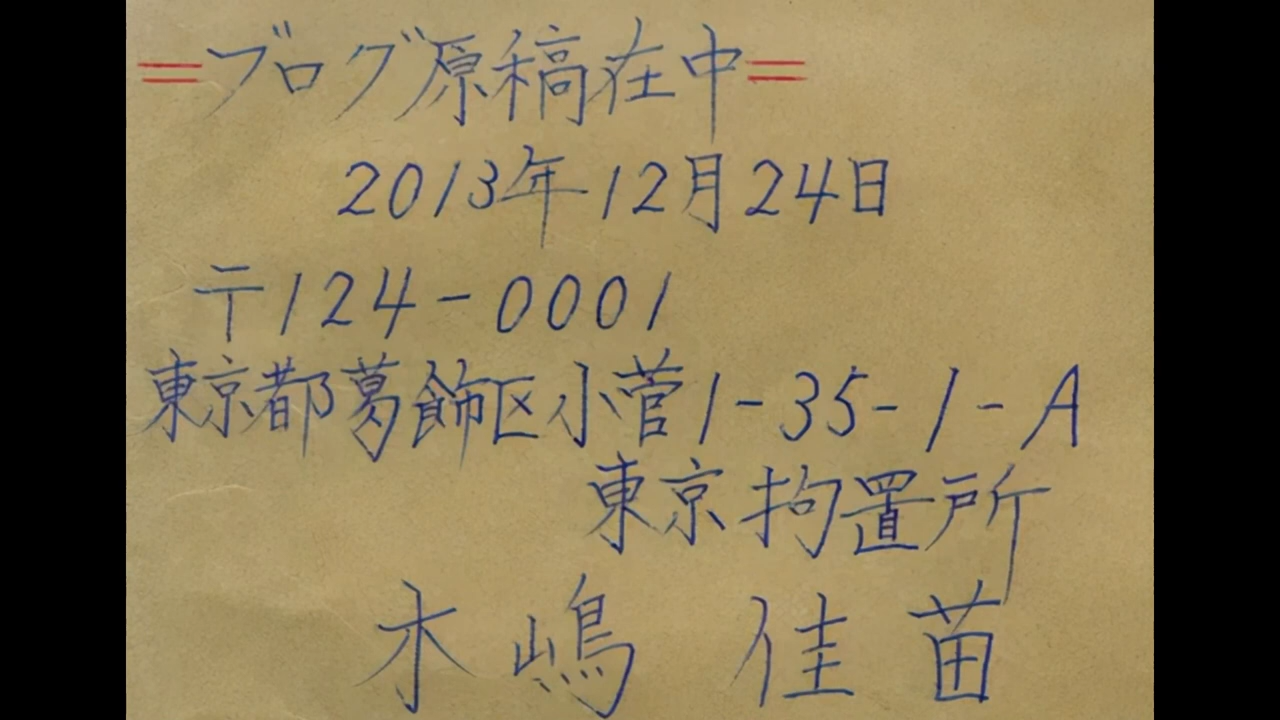 =ブログ原稿在中=
2013年12月24日
〒124-0001
東京都葛飾区小菅1-35-1-A
東京拘置所
木嶋 佳苗